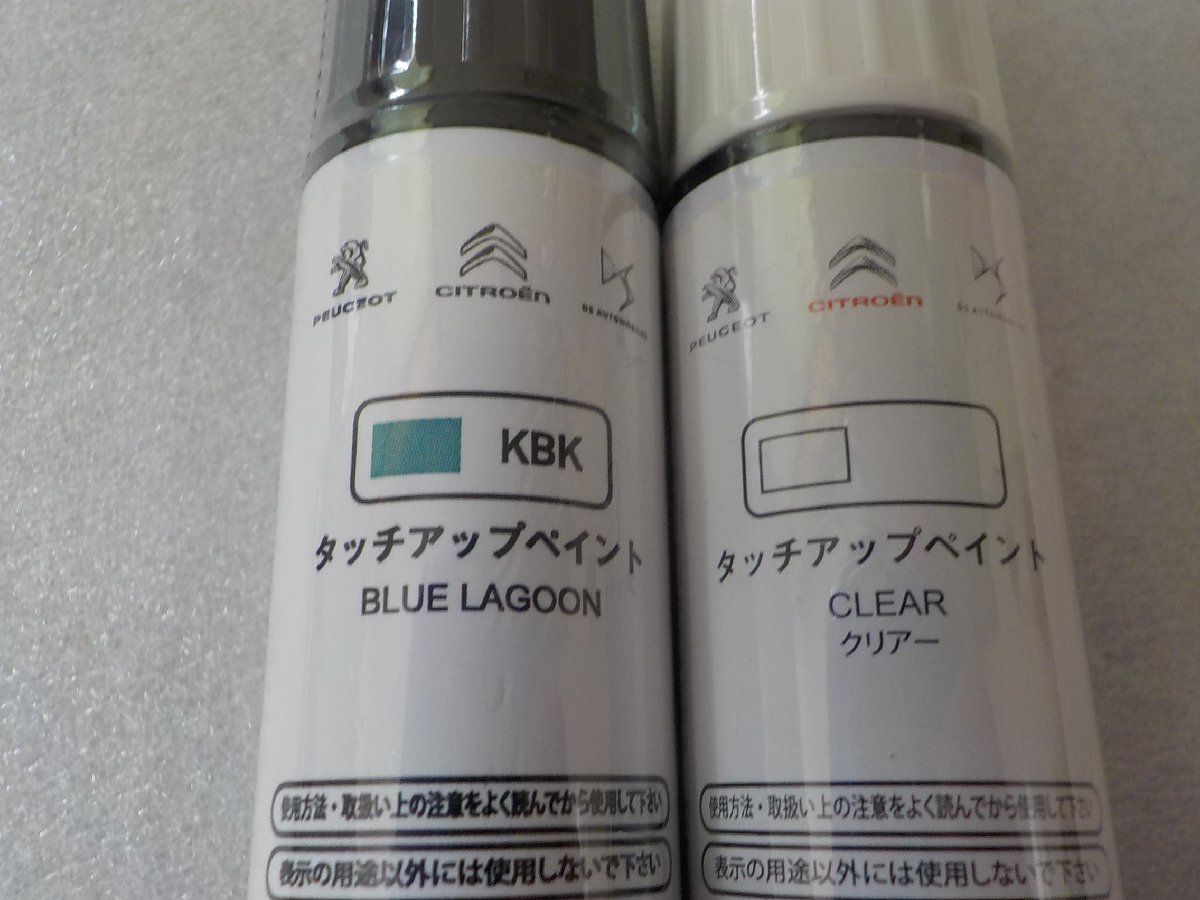 PEUGEOT
CITROËN
DS AUTOMOBILES
KBK
タッチアップペイント
BLUE LAGOON
使用方法・取扱い上の注意をよく読んでから使用して下さい
表示の用途以外には使用しないで下さい
PEUGEOT
CITROËN
DS AUTOMOBILES
タッチアップペイント
CLEAR
クリアー
使用方法・取扱い上の注意をよく読んでから使用して下さい
表示の用途以外には使用しないで下さい